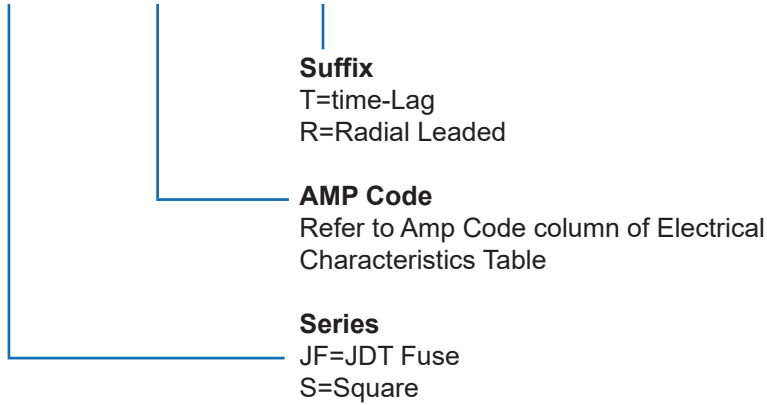 Suffix
T=time-Lag
R=Radial Leaded
AMP Code
Refer to Amp Code column of Electrical
Characteristics Table
Series
JF=JDT Fuse
S=Square